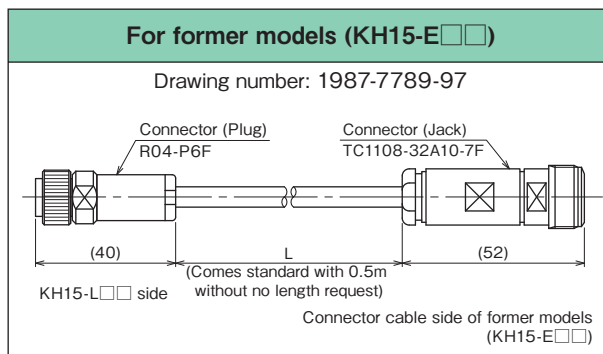 For former models (KH15-E□□)
Drawing number: 1987-7789-97
Connector (Plug)
R04-P6F
Connector (Jack)
TC1108-32A10-7F
(40)
L
(52)
(Comes standard with 0.5m
without no length request)
KH15-L□□ side
Connector cable side of former models
(KH15-E□□)